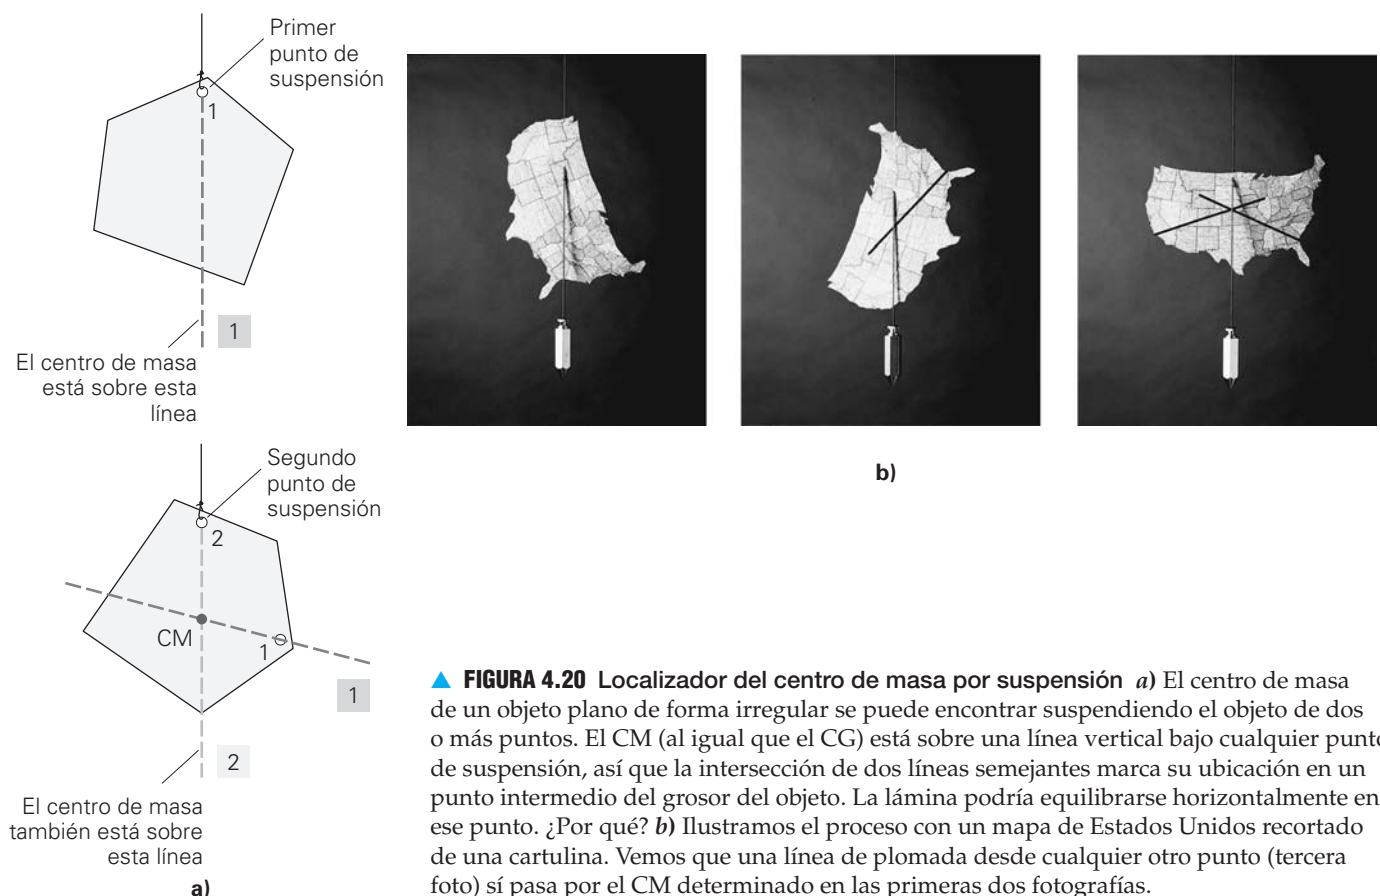 Primer
punto de
suspensión
1
1
El centro de masa
está sobre esta
línea
Segundo
punto de
suspensión
2
CM
1
1
2
El centro de masa
también está sobre
esta línea
a)
b)
▲ FIGURA 4.20 Localizador del centro de masa por suspensión a) El centro de masa
de un objeto plano de forma irregular se puede encontrar suspendiendo el objeto de dos
o más puntos. El CM (al igual que el CG) está sobre una línea vertical bajo cualquier punto
de suspensión, así que la intersección de dos líneas semejantes marca su ubicación en un
punto intermedio del grosor del objeto. La lámina podría equilibrarse horizontalmente en
ese punto. ¿Por qué? b) Ilustramos el proceso con un mapa de Estados Unidos recortado
de una cartulina. Vemos que una línea de plomada desde cualquier otro punto (tercera
foto) sí pasa por el CM determinado en las primeras dos fotografías.